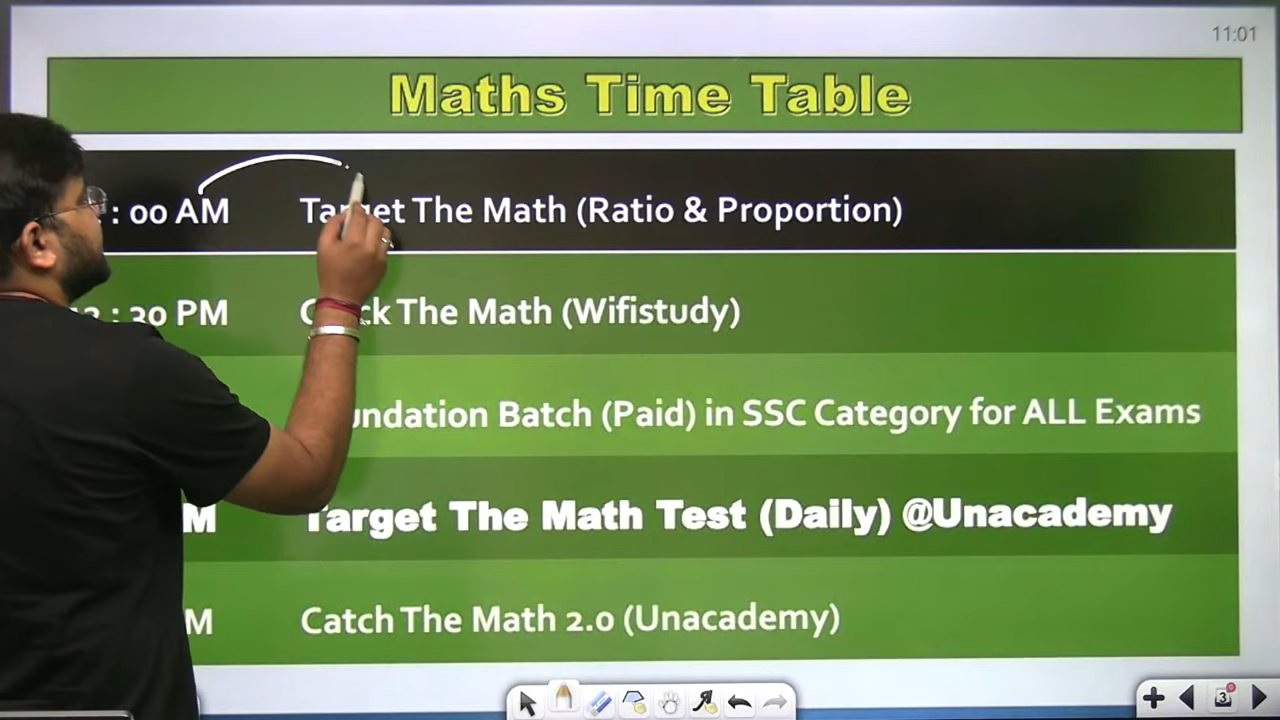 11:01
Maths Time Table
: 00 AM Target The Math (Ratio & Proportion)
: 30 PM The Math (Wifistudy)
Batch (Paid) in SSC Category for ALL Exams
M Target The Math Test (Daily) @Unacademy
M Catch The Math 2.0 (Unacademy)
3